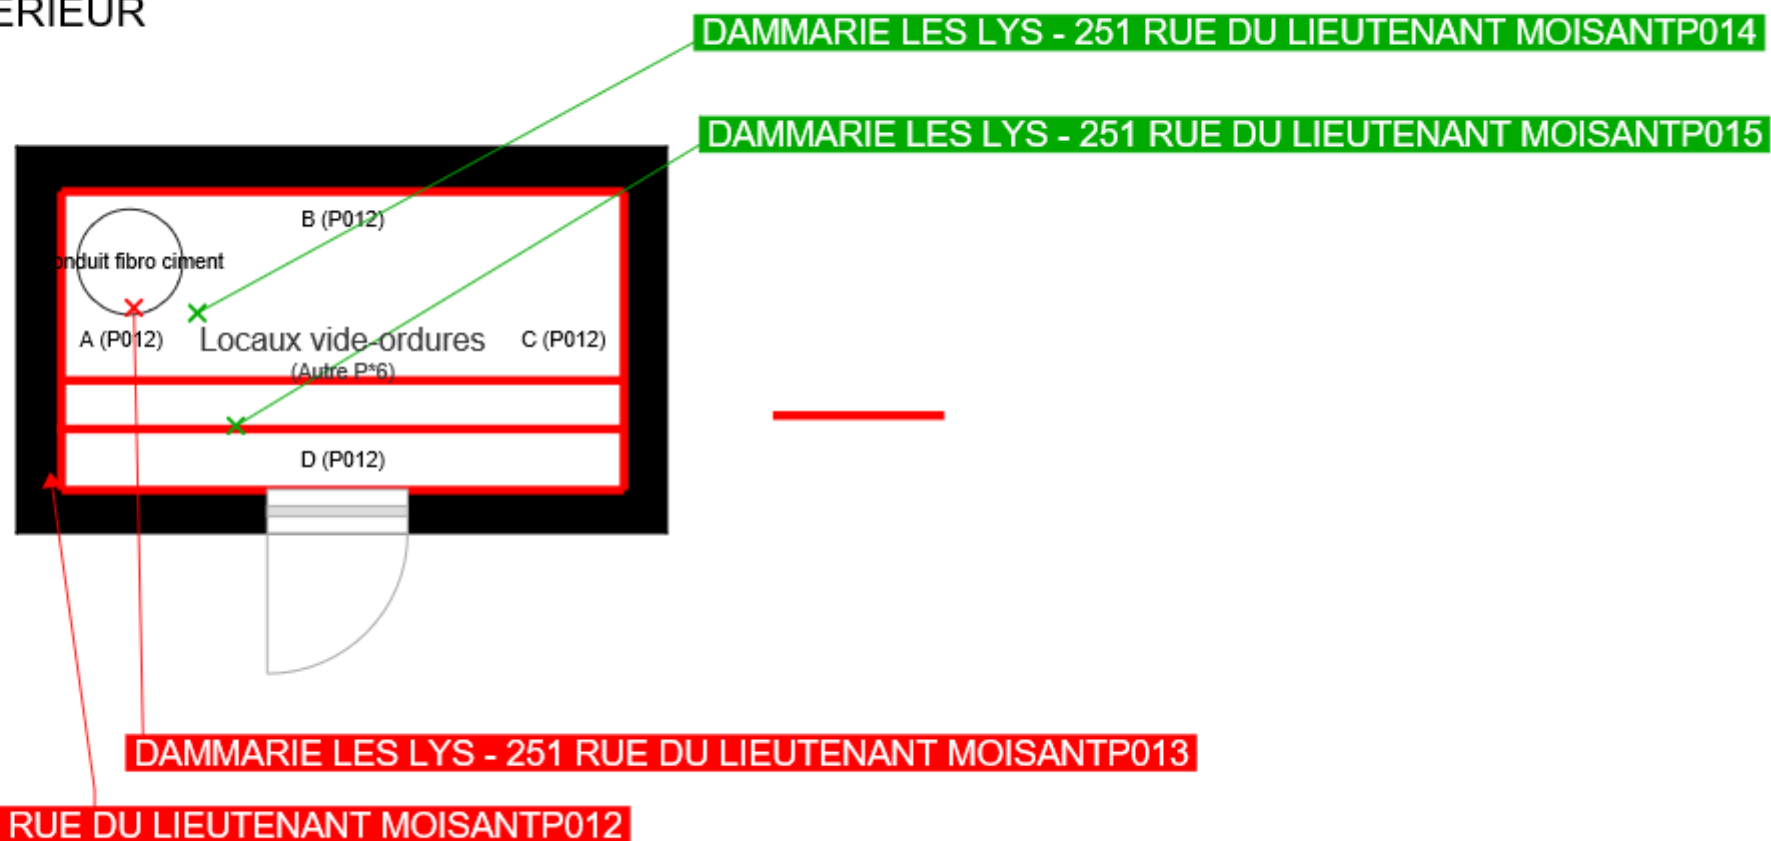 ERIEUR
DAMMARIE LES LYS - 251 RUE DU LIEUTENANT MOISANTP014
DAMMARIE LES LYS - 251 RUE DU LIEUTENANT MOISANTP015
B (P012)
onduit fibro ciment
A (P012)
Locaux vide-ordures
C (P012)
(Autre P*6)
D (P012)
DAMMARIE LES LYS - 251 RUE DU LIEUTENANT MOISANTP013
RUE DU LIEUTENANT MOISANTP012